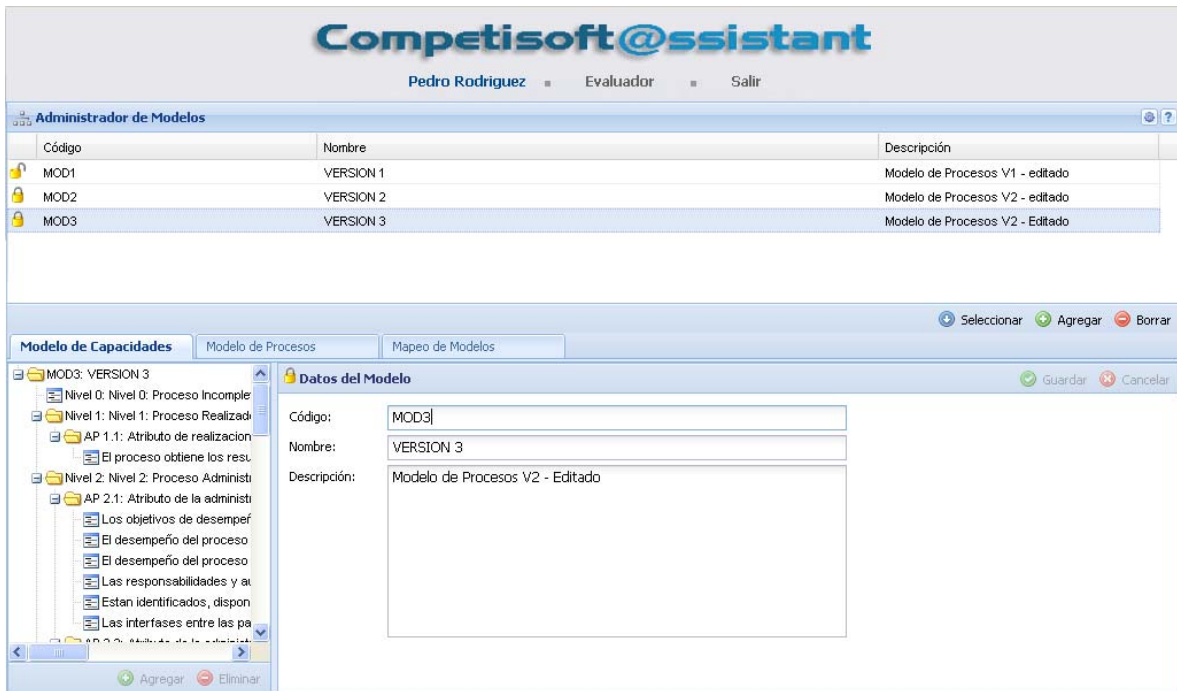 Competisoft@ssistant
Pedro Rodriguez Evaluador Salir
Administrador de Modelos
Código Nombre Descripción
MOD1 VERSION 1 Modelo de Procesos V1 - editado
MOD2 VERSION 2 Modelo de Procesos V2 - editado
MOD3 VERSION 3 Modelo de Procesos V2 - Editado
Seleccionar Agregar Borrar
Modelo de Capacidades Modelo de Procesos Mapeo de Modelos
MOD3: VERSION 3
Nivel 0: Nivel 0: Proceso Incomple
Nivel 1: Nivel 1: Proceso Realizad
AP 1.1: Atributo de realizacion
El proceso obtiene los resu
Nivel 2: Nivel 2: Proceso Administ
AP 2.1: Atributo de la administ
Los objetivos de desempeñ
El desempeño del proceso
El desempeño del proceso
Las responsabilidades y au
Estan identificados, dispon
Las interfases entre las pa
Agregar Eliminar
Datos del Modelo
Guardar Cancelar
Código: MOD3
Nombre: VERSION 3
Descripción: Modelo de Procesos V2 - Editado